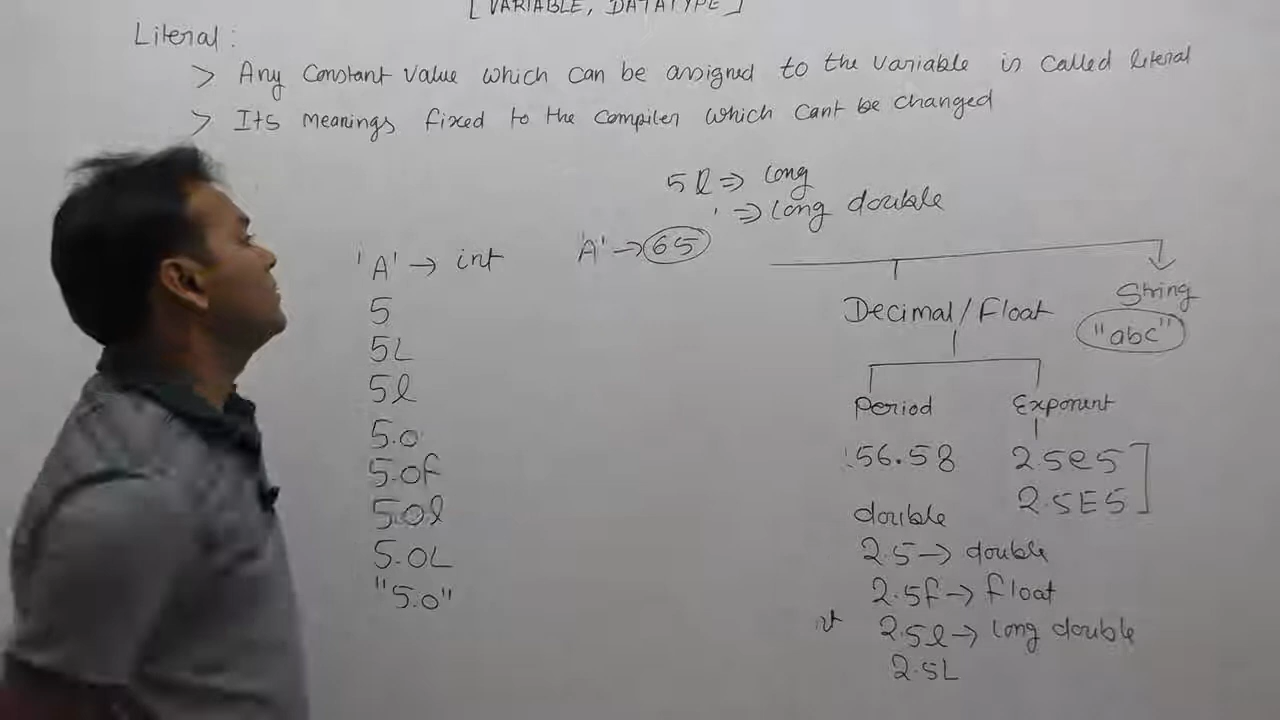 [VARIABLE, DATATYPE]
Literal :
> Any Constant value which can be assigned to the variable is called literal
> Its meanings fixed to the compiler which cant be changed
5l => long
' => long double
'A' -> int
'A' -> 65
5
5L
5l
5.0
5.0f
5.0l
5.0L
"5.0"
Decimal/Float
String
"abc"
Period
Exponent
56.58
2.5e5
2.5E5
double
2.5 -> double
2.5f -> float
2.5l -> long double
2.5L